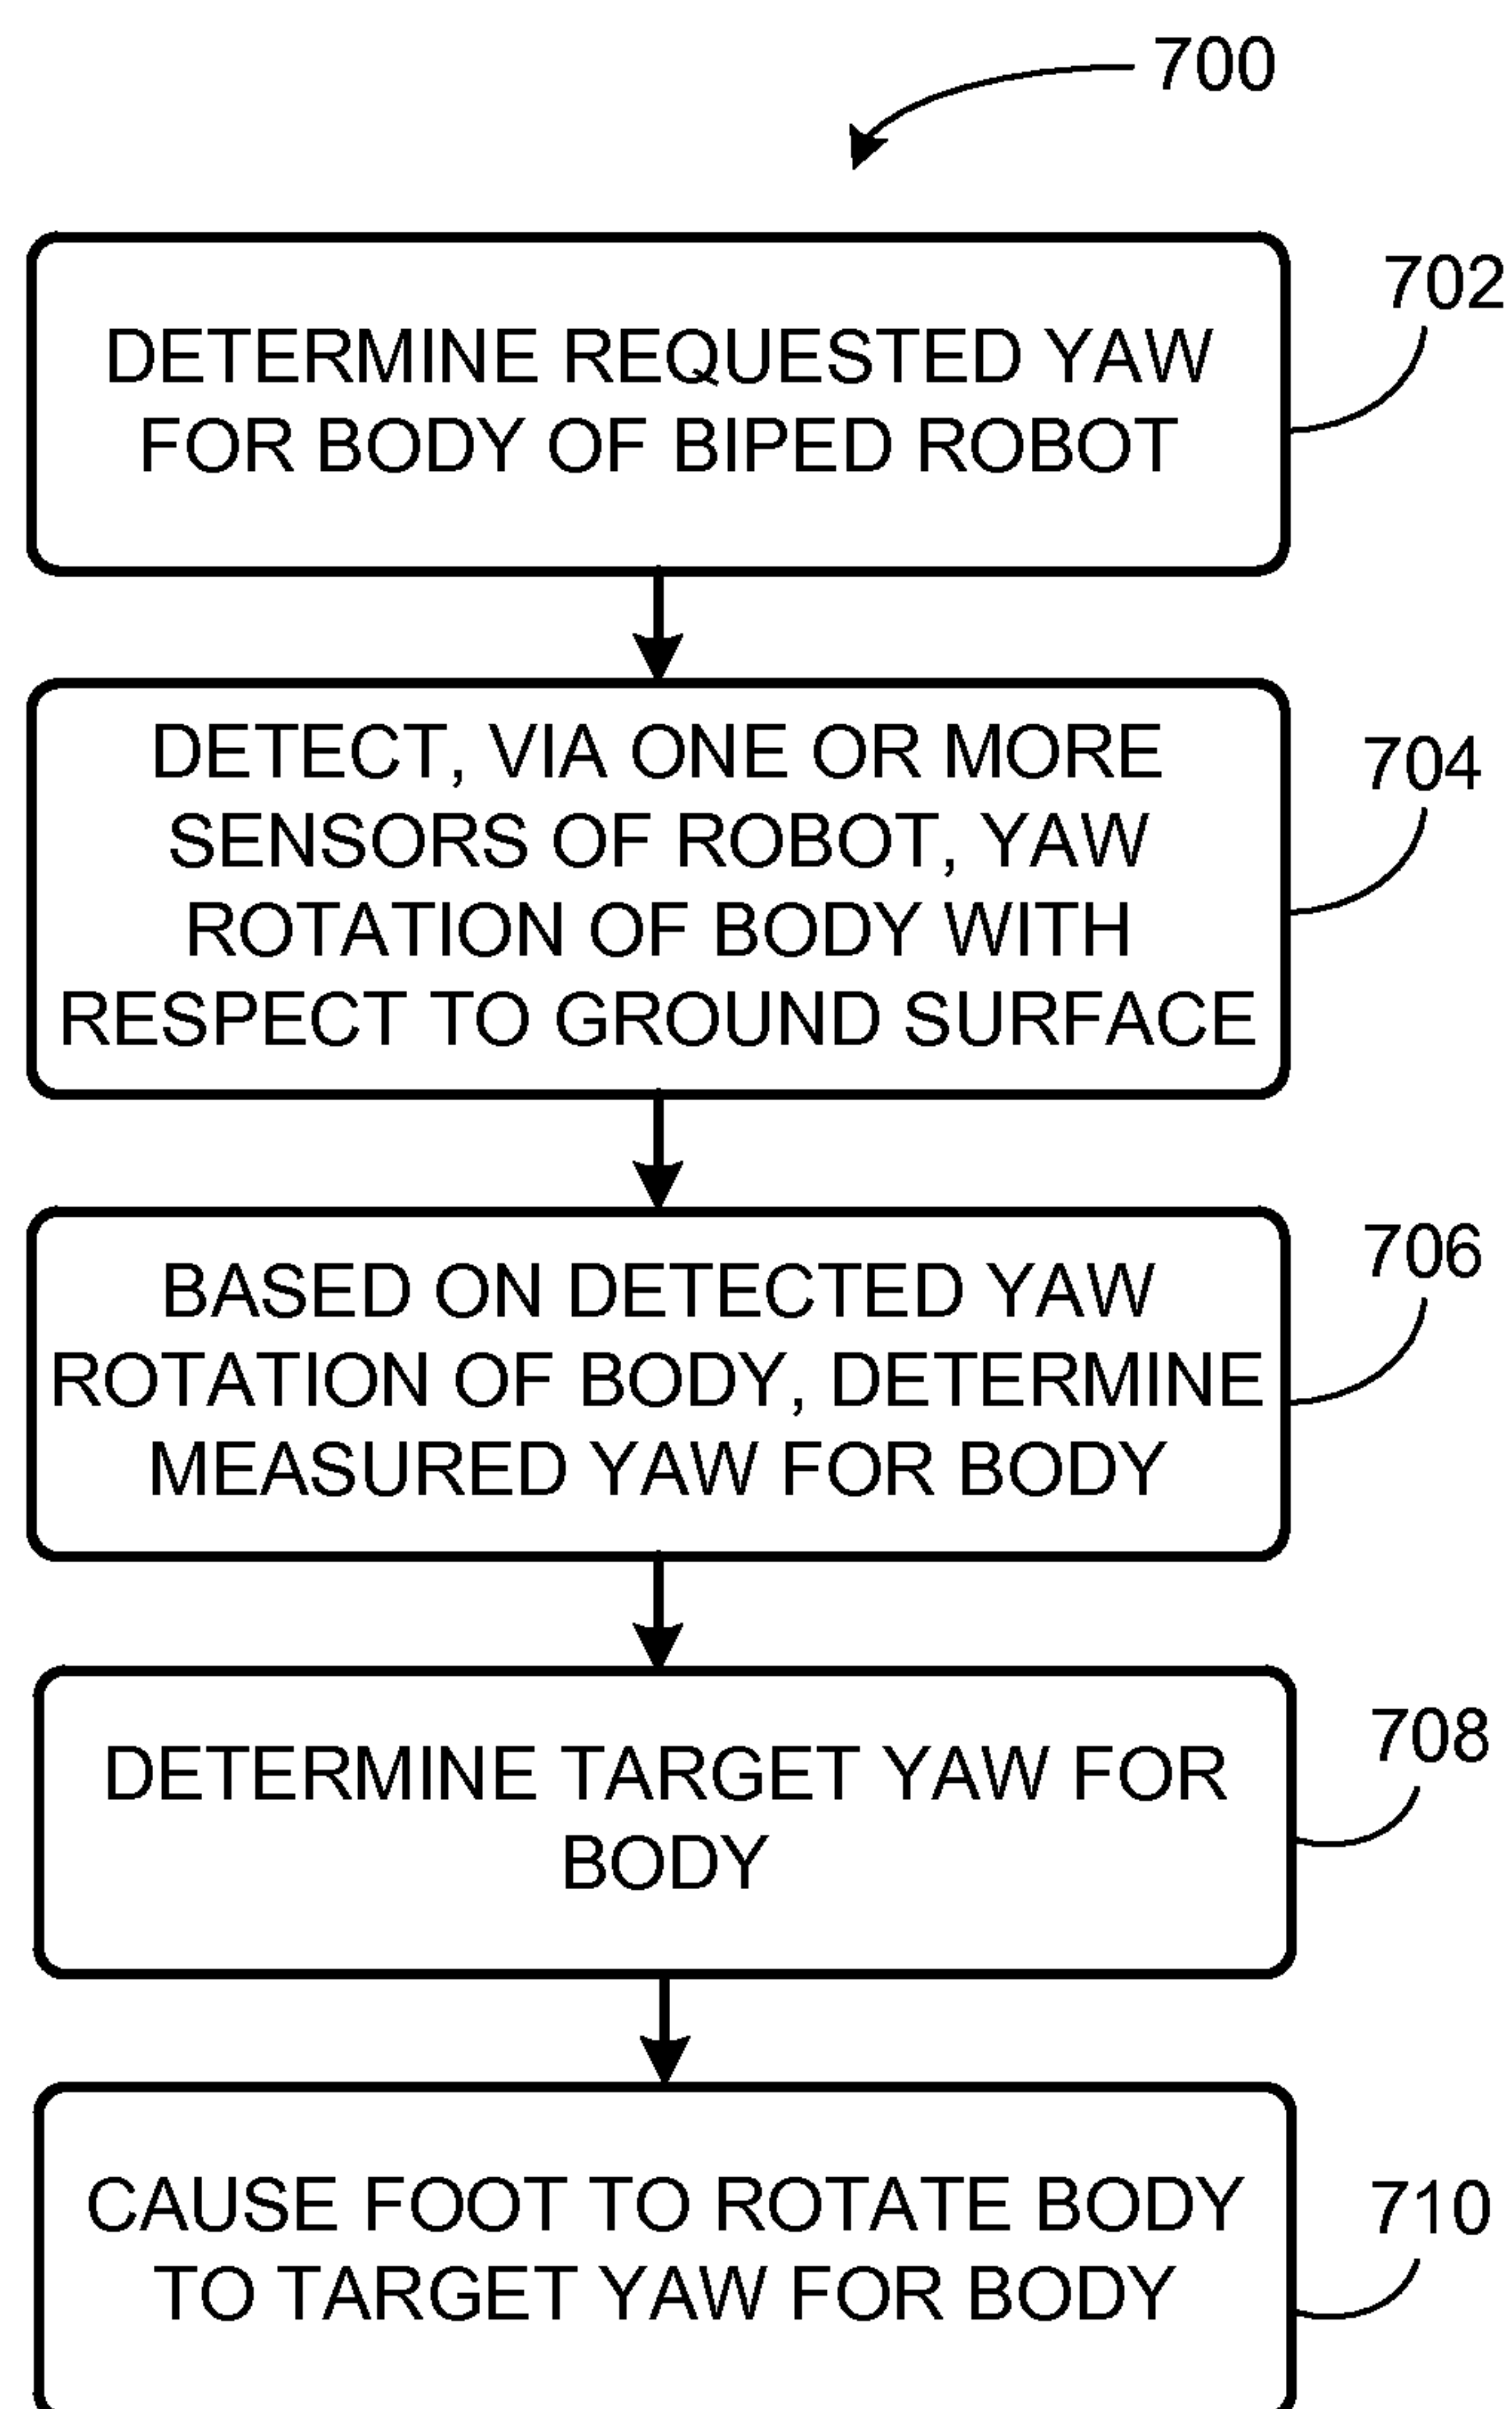 700
702
DETERMINE REQUESTED YAW
FOR BODY OF BIPED ROBOT
704
DETECT, VIA ONE OR MORE
SENSORS OF ROBOT, YAW
ROTATION OF BODY WITH
RESPECT TO GROUND SURFACE
706
BASED ON DETECTED YAW
ROTATION OF BODY, DETERMINE
MEASURED YAW FOR BODY
708
DETERMINE TARGET YAW FOR
BODY
710
CAUSE FOOT TO ROTATE BODY
TO TARGET YAW FOR BODY